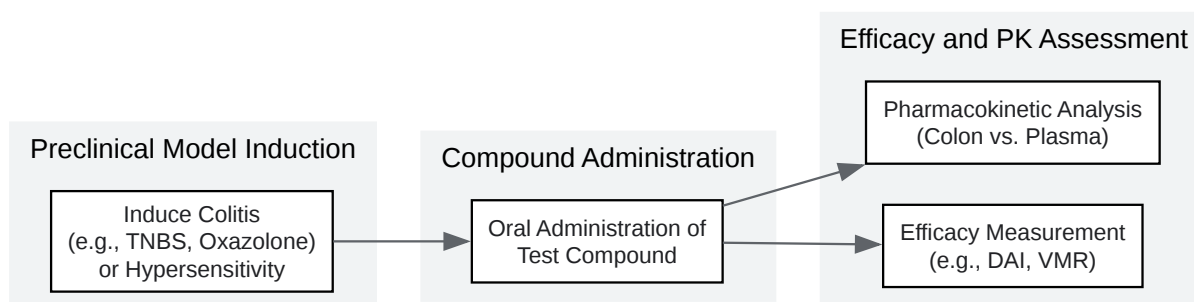 Preclinical Model Induction
Induce Colitis
(e.g., TNBS, Oxazolone)
or Hypersensitivity
Compound Administration
Oral Administration of
Test Compound
Efficacy and PK Assessment
Pharmacokinetic Analysis
(Colon vs. Plasma)
Efficacy Measurement
(e.g., DAI, VMR)